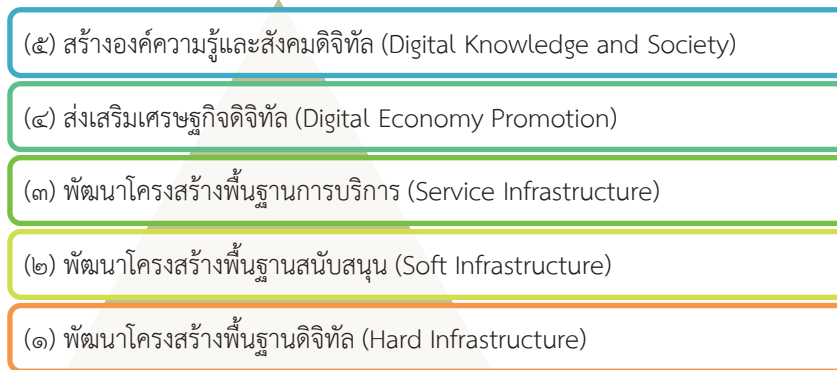 (๕) สร้างองค์ความรู้และสังคมดิจิทัล (Digital Knowledge and Society)
(๔) ส่งเสริมเศรษฐกิจดิจิทัล (Digital Economy Promotion)
(๓) พัฒนาโครงสร้างพื้นฐานการบริการ (Service Infrastructure)
(๒) พัฒนาโครงสร้างพื้นฐานสนับสนุน (Soft Infrastructure)
(๑) พัฒนาโครงสร้างพื้นฐานดิจิทัล (Hard Infrastructure)